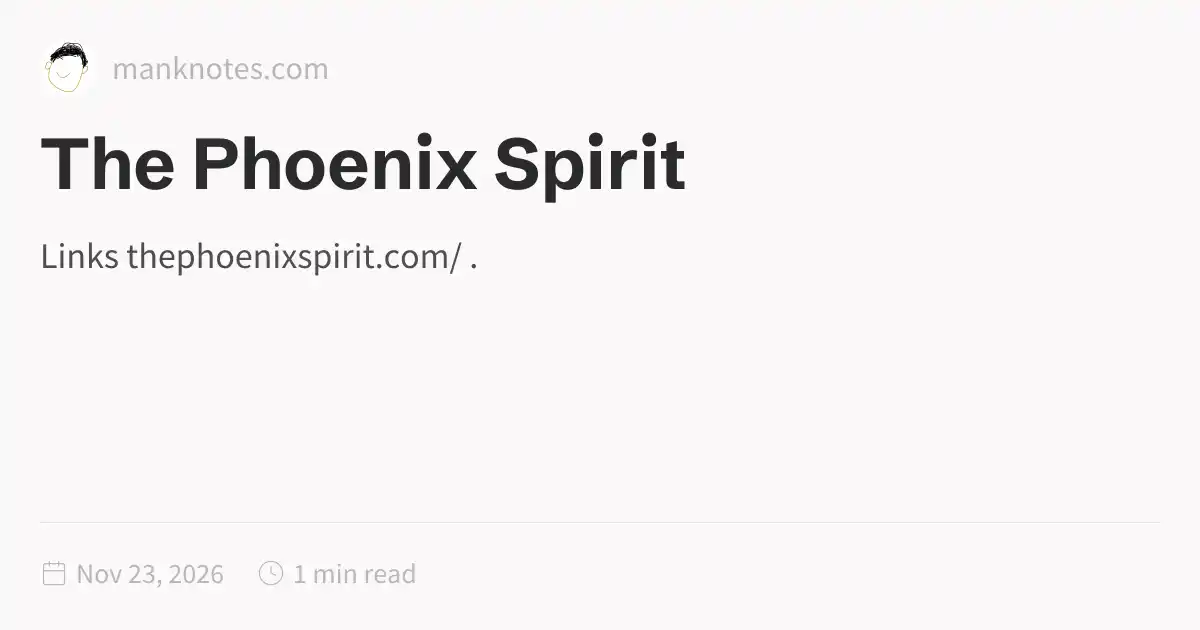 manknotes.com
The Phoenix Spirit
Links thephoenixspirit.com/ .
Nov 23, 2026 1 min read